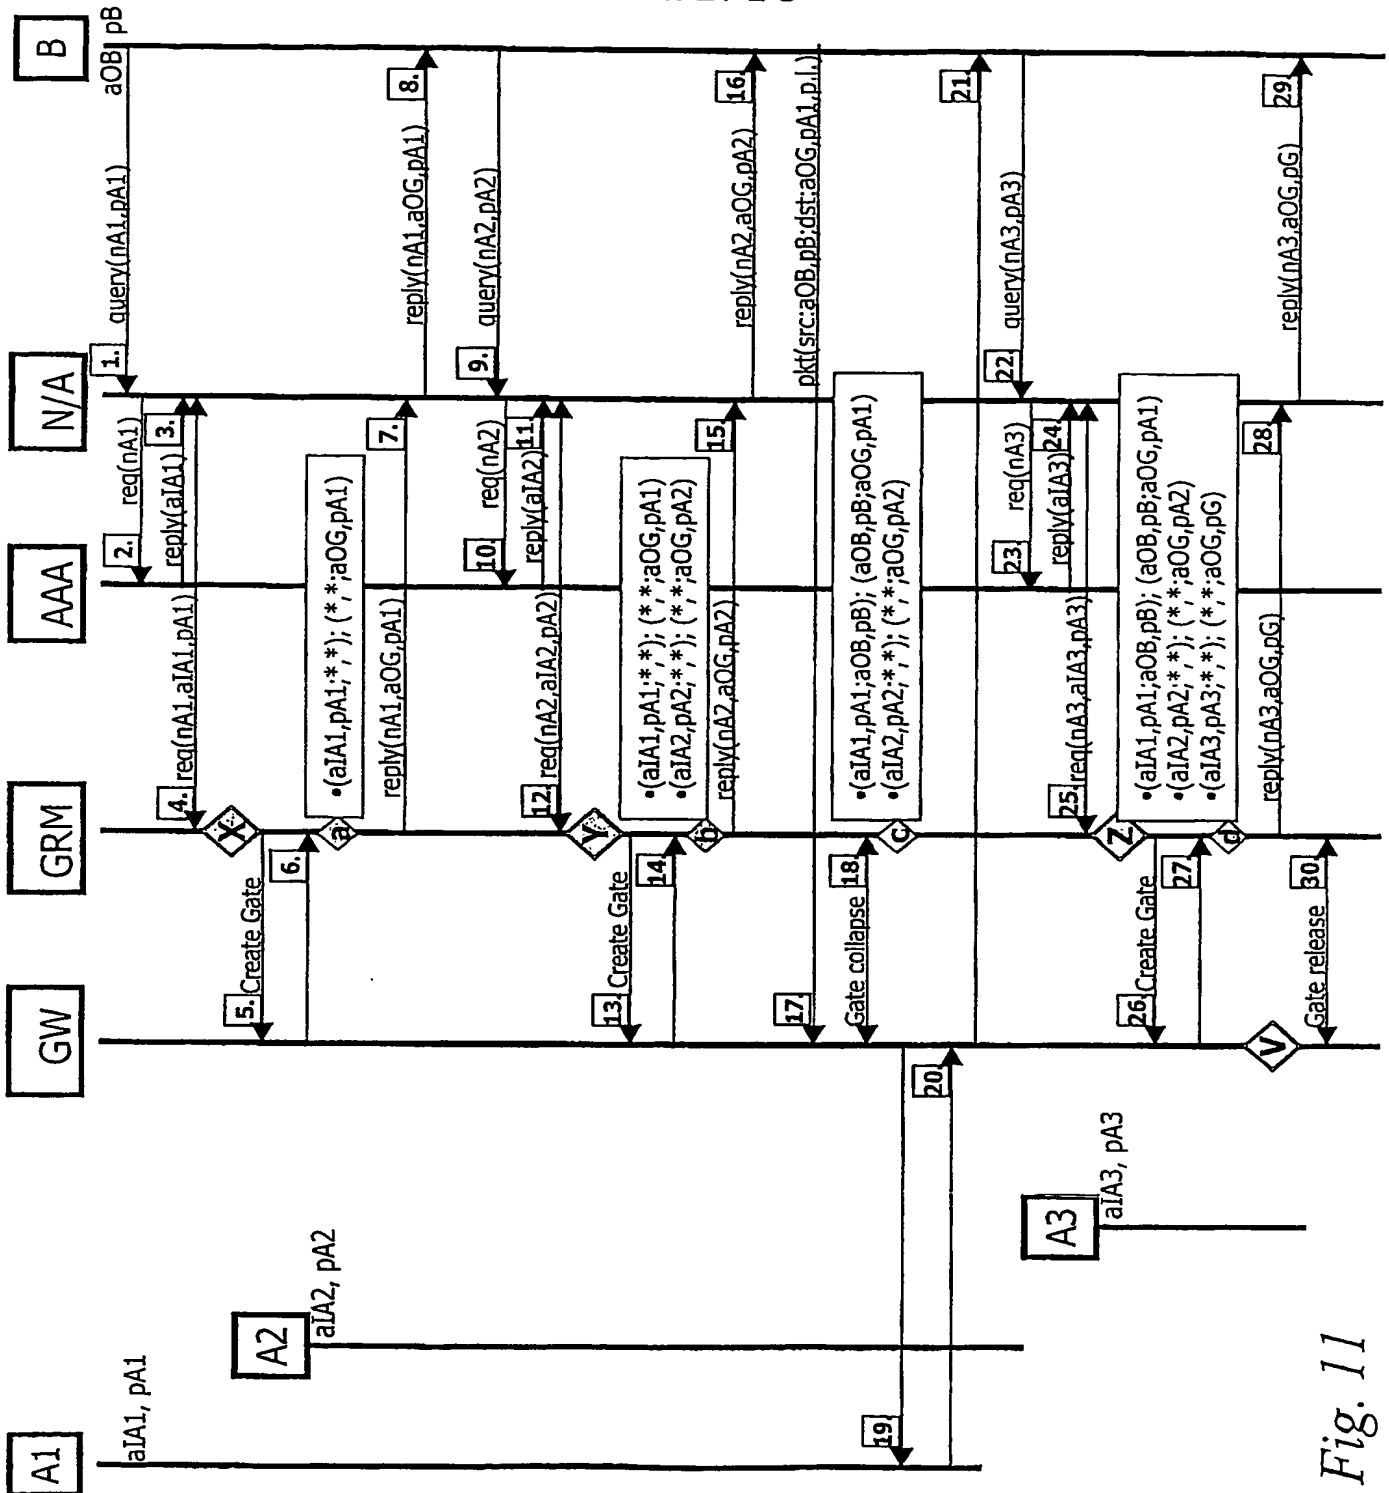 A1
A2
A3
GW
GRM
AAA
N/A
B
aIA1, pA1
aIA2, pA2
aIA3, pA3
aOB, pB
1. query(nA1,pA1)
2. req(nA1)
3. reply(aIA1)
4. req(nA1,aIA1,pA1)
X
5. Create Gate
6.
a
•(aIA1,pA1;*,*); (*,*;aOG,pA1)
7. reply(nA1,aOG,pA1)
8. reply(nA1,aOG,pA1)
9. query(nA2,pA2)
10. req(nA2)
11. reply(aIA2)
12. req(nA2,aIA2,pA2)
Y
13. Create Gate
14.
b
•(aIA1,pA1;*,*); (*,*;aOG,pA1)
•(aIA2,pA2;*,*); (*,*;aOG,pA2)
15. reply(nA2,aOG,pA2)
16. reply(nA2,aOG,pA2)
17. pkt(src:aOB,pB;dst:aOG,pA1,p.l.)
18. Gate collapse
c
•(aIA1,pA1;aOB,pB); (aOB,pB;aOG,pA1)
•(aIA2,pA2;*,*); (*,*;aOG,pA2)
19.
20.
21.
22. query(nA3,pA3)
23. req(nA3)
24. reply(aIA3)
25. req(nA3,aIA3,pA3)
Z
26. Create Gate
27.
d
•(aIA1,pA1;aOB,pB); (aOB,pB;aOG,pA1)
•(aIA2,pA2;*,*); (*,*;aOG,pA2)
•(aIA3,pA3;*,*); (*,*;aOG,pG)
28. reply(nA3,aOG,pG)
29. reply(nA3,aOG,pG)
V
30. Gate release
Fig. 11